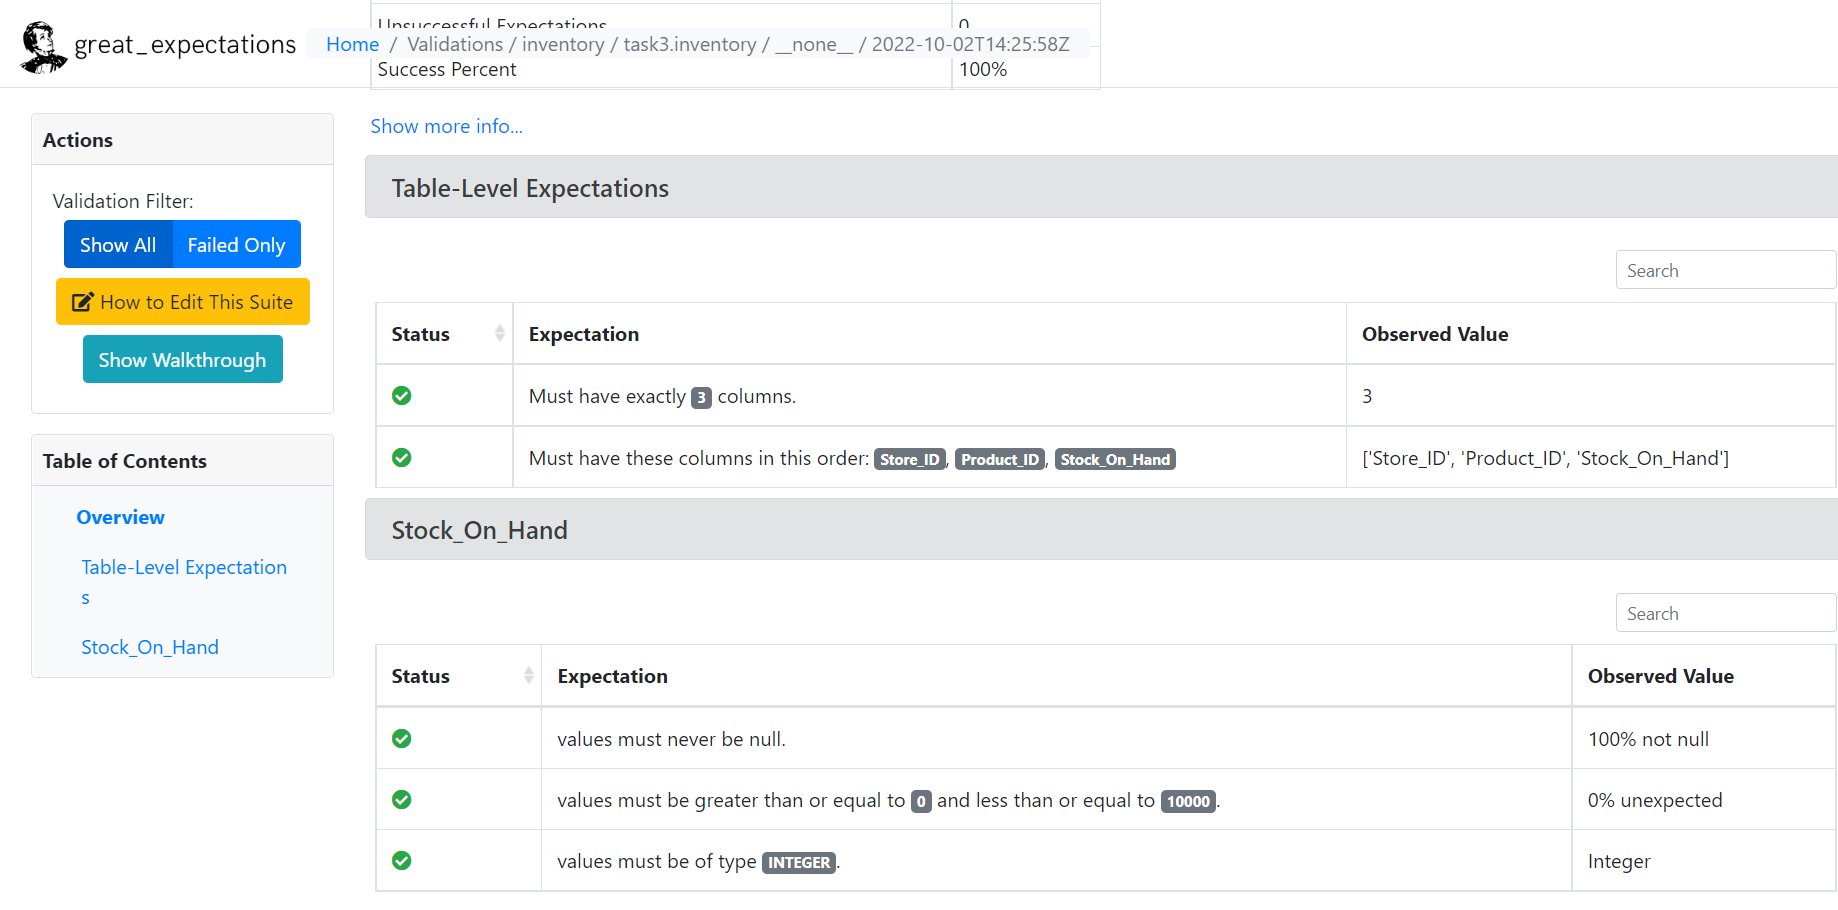 Unsuccessful Expectations 0
great_expectations Home / Validations / inventory / task3.inventory / __none__ / 2022-10-02T14:25:58Z
Success Percent 100%
Show more info...
Actions
Validation Filter:
Show All Failed Only
How to Edit This Suite
Show Walkthrough
Table of Contents
Overview
Table-Level Expectation
s
Stock_On_Hand
Table-Level Expectations
Search
Status Expectation Observed Value
Must have exactly 3 columns. 3
Must have these columns in this order: Store_ID, Product_ID, Stock_On_Hand ['Store_ID', 'Product_ID', 'Stock_On_Hand']
Stock_On_Hand
Search
Status Expectation Observed Value
values must never be null. 100% not null
values must be greater than or equal to 0 and less than or equal to 10000. 0% unexpected
values must be of type INTEGER. Integer